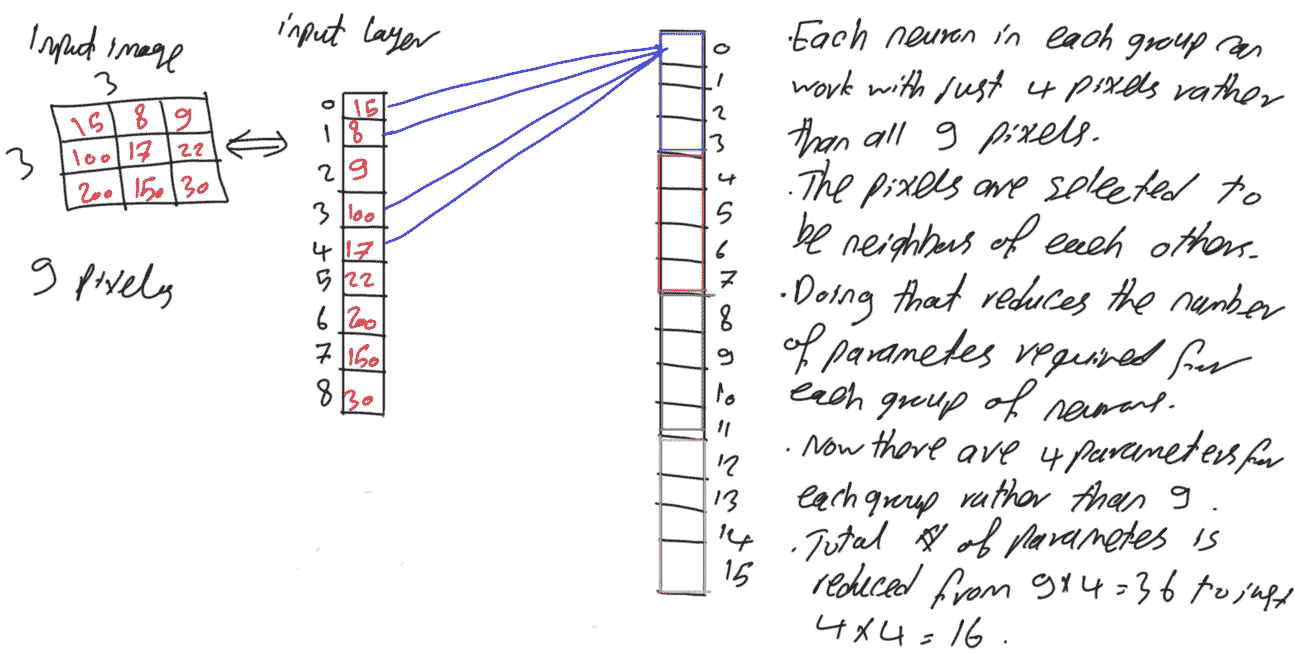 Input image
3
3
15 8 9
100 17 22
200 150 30
9 pixels
input Layer
0 15
1 8
2 9
3 100
4 17
5 22
6 200
7 150
8 30
0
1
2
3
4
5
6
7
8
9
10
11
12
13
14
15
.Each neuron in each group can
work with just 4 pixels rather
than all 9 pixels.
.The pixels are selected to
be neighbors of each others.
.Doing that reduces the number
of parametes required for
each group of neurons.
.Now there are 4 parameters for
each group rather than 9.
.Total # of parametes is
reduced from 9*4=36 to just
4*4=16.